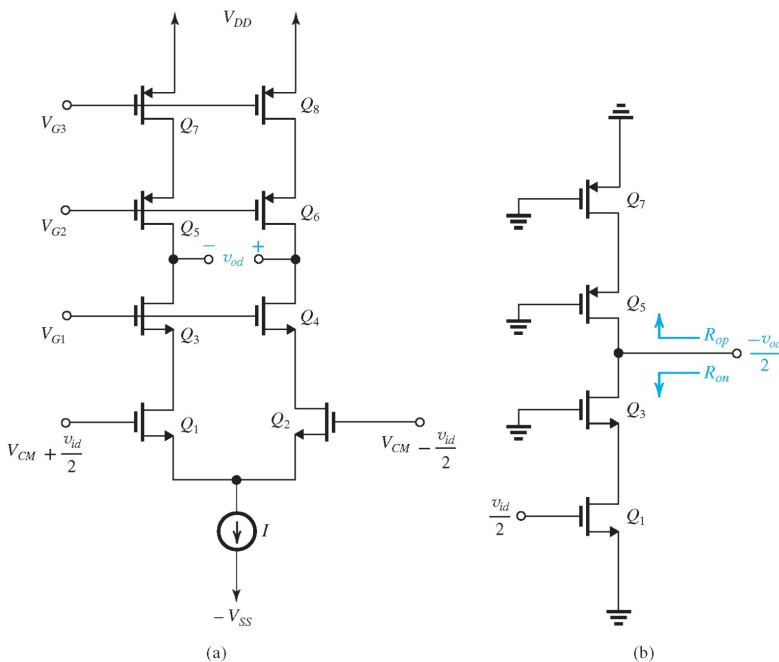 V_DD
V_G3
Q_7
Q_8
V_G2
Q_5
Q_6
− v_od +
V_G1
Q_3
Q_4
V_CM + v_id/2
Q_1
Q_2
V_CM − v_id/2
I
− V_SS
(a)
Q_7
Q_5
R_op
−v_od/2
R_on
Q_3
v_id/2
Q_1
(b)